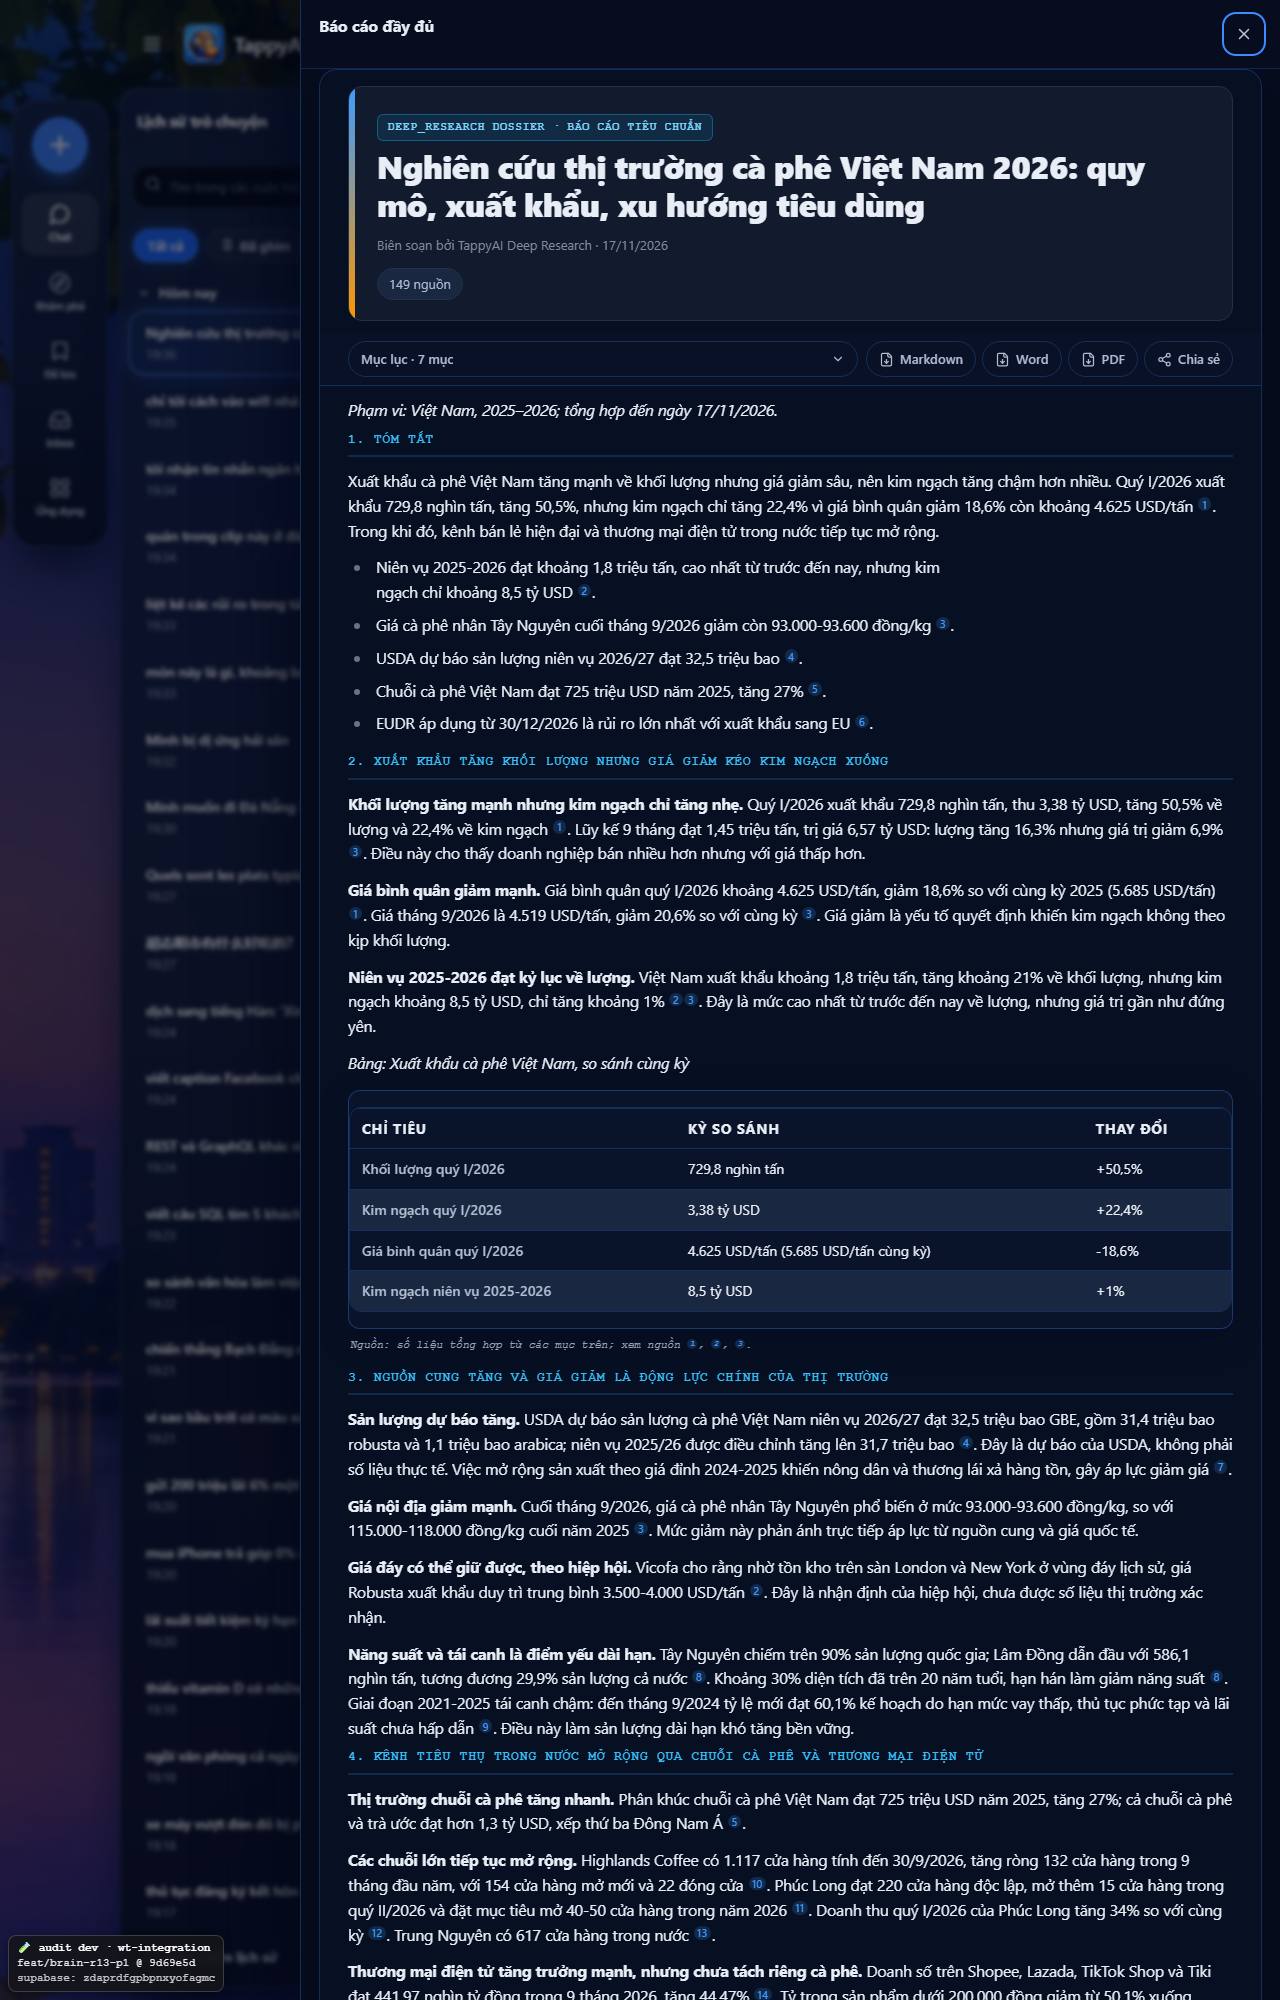 Báo cáo đầy đủ
TappyA
Lịch sử trò chuyện
Tất cả
Đã ghim
Chat
Khám phá
Đã lưu
Inbox
Ứng dụng
Hôm nay
DEEP_RESEARCH DOSSIER · BÁO CÁO TIÊU CHUẨN
Nghiên cứu thị trường cà phê Việt Nam 2026: quy
mô, xuất khẩu, xu hướng tiêu dùng
Biên soạn bởi TappyAI Deep Research · 17/11/2026
149 nguồn
Mục lục · 7 mục
Markdown
Word
PDF
Chia sẻ
Phạm vi: Việt Nam, 2025–2026; tổng hợp đến ngày 17/11/2026.
1. TÓM TẮT
Xuất khẩu cà phê Việt Nam tăng mạnh về khối lượng nhưng giá giảm sâu, nên kim ngạch tăng chậm hơn nhiều. Quý I/2026 xuất
khẩu 729,8 nghìn tấn, tăng 50,5%, nhưng kim ngạch chỉ tăng 22,4% vì giá bình quân giảm 18,6% còn khoảng 4.625 USD/tấn 1.
Trong khi đó, kênh bán lẻ hiện đại và thương mại điện tử trong nước tiếp tục mở rộng.
Niên vụ 2025-2026 đạt khoảng 1,8 triệu tấn, cao nhất từ trước đến nay, nhưng kim
ngạch chỉ khoảng 8,5 tỷ USD 2.
Giá cà phê nhân Tây Nguyên cuối tháng 9/2026 giảm còn 93.000-93.600 đồng/kg 3.
USDA dự báo sản lượng niên vụ 2026/27 đạt 32,5 triệu bao 4.
Chuỗi cà phê Việt Nam đạt 725 triệu USD năm 2025, tăng 27% 5.
EUDR áp dụng từ 30/12/2026 là rủi ro lớn nhất với xuất khẩu sang EU 6.
2. XUẤT KHẨU TĂNG KHỐI LƯỢNG NHƯNG GIÁ GIẢM KÉO KIM NGẠCH XUỐNG
Khối lượng tăng mạnh nhưng kim ngạch chỉ tăng nhẹ. Quý I/2026 xuất khẩu 729,8 nghìn tấn, thu 3,38 tỷ USD, tăng 50,5% về
lượng và 22,4% về kim ngạch 1. Lũy kế 9 tháng đạt 1,45 triệu tấn, trị giá 6,57 tỷ USD: lượng tăng 16,3% nhưng giá trị giảm 6,9%
3. Điều này cho thấy doanh nghiệp bán nhiều hơn nhưng với giá thấp hơn.
Giá bình quân giảm mạnh. Giá bình quân quý I/2026 khoảng 4.625 USD/tấn, giảm 18,6% so với cùng kỳ 2025 (5.685 USD/tấn)
1. Giá tháng 9/2026 là 4.519 USD/tấn, giảm 20,6% so với cùng kỳ 3. Giá giảm là yếu tố quyết định khiến kim ngạch không theo
kịp khối lượng.
Niên vụ 2025-2026 đạt kỷ lục về lượng. Việt Nam xuất khẩu khoảng 1,8 triệu tấn, tăng khoảng 21% về khối lượng, nhưng kim
ngạch khoảng 8,5 tỷ USD, chỉ tăng khoảng 1% 2 3. Đây là mức cao nhất từ trước đến nay về lượng, nhưng giá trị gần như đứng
yên.
Bảng: Xuất khẩu cà phê Việt Nam, so sánh cùng kỳ
CHỈ TIÊU KỲ SO SÁNH THAY ĐỔI
Khối lượng quý I/2026 729,8 nghìn tấn +50,5%
Kim ngạch quý I/2026 3,38 tỷ USD +22,4%
Giá bình quân quý I/2026 4.625 USD/tấn (5.685 USD/tấn cùng kỳ) -18,6%
Kim ngạch niên vụ 2025-2026 8,5 tỷ USD +1%
Nguồn: số liệu tổng hợp từ các mục trên; xem nguồn 1, 2, 3.
3. NGUỒN CUNG TĂNG VÀ GIÁ GIẢM LÀ ĐỘNG LỰC CHÍNH CỦA THỊ TRƯỜNG
Sản lượng dự báo tăng. USDA dự báo sản lượng cà phê Việt Nam niên vụ 2026/27 đạt 32,5 triệu bao GBE, gồm 31,4 triệu bao
robusta và 1,1 triệu bao arabica; niên vụ 2025/26 được điều chỉnh tăng lên 31,7 triệu bao 4. Đây là dự báo của USDA, không phải
số liệu thực tế. Việc mở rộng sản xuất theo giá đỉnh 2024-2025 khiến nông dân và thương lái xả hàng tồn, gây áp lực giảm giá 7.
Giá nội địa giảm mạnh. Cuối tháng 9/2026, giá cà phê nhân Tây Nguyên phổ biến ở mức 93.000-93.600 đồng/kg, so với
115.000-118.000 đồng/kg cuối năm 2025 3. Mức giảm này phản ánh trực tiếp áp lực từ nguồn cung và giá quốc tế.
Giá đáy có thể giữ được, theo hiệp hội. Vicofa cho rằng nhờ tồn kho trên sàn London và New York ở vùng đáy lịch sử, giá
Robusta xuất khẩu duy trì trung bình 3.500-4.000 USD/tấn 2. Đây là nhận định của hiệp hội, chưa được số liệu thị trường xác
nhận.
Năng suất và tái canh là điểm yếu dài hạn. Tây Nguyên chiếm trên 90% sản lượng quốc gia; Lâm Đồng dẫn đầu với 586,1
nghìn tấn, tương đương 29,9% sản lượng cả nước 8. Khoảng 30% diện tích đã trên 20 năm tuổi, hạn hán làm giảm năng suất 8.
Giai đoạn 2021-2025 tái canh chậm: đến tháng 9/2024 tỷ lệ mới đạt 60,1% kế hoạch do hạn mức vay thấp, thủ tục phức tạp và lãi
suất chưa hấp dẫn 9. Điều này làm sản lượng dài hạn khó tăng bền vững.
4. KÊNH TIÊU THỤ TRONG NƯỚC MỞ RỘNG QUA CHUỖI CÀ PHÊ VÀ THƯƠNG MẠI ĐIỆN TỬ
Thị trường chuỗi cà phê tăng nhanh. Phân khúc chuỗi cà phê Việt Nam đạt 725 triệu USD năm 2025, tăng 27%; cả chuỗi cà phê
và trà ước đạt hơn 1,3 tỷ USD, xếp thứ ba Đông Nam Á 5.
Các chuỗi lớn tiếp tục mở rộng. Highlands Coffee có 1.117 cửa hàng tính đến 30/9/2026, tăng ròng 132 cửa hàng trong 9
tháng đầu năm, với 154 cửa hàng mở mới và 22 đóng cửa 10. Phúc Long đạt 220 cửa hàng độc lập, mở thêm 15 cửa hàng trong
quý II/2026 và đặt mục tiêu mở 40-50 cửa hàng trong năm 2026 11. Doanh thu quý I/2026 của Phúc Long tăng 34% so với cùng
kỳ 12. Trung Nguyên có 617 cửa hàng trong nước 13.
Thương mại điện tử tăng trưởng mạnh, nhưng chưa tách riêng cà phê. Doanh số trên Shopee, Lazada, TikTok Shop và Tiki
đạt 441,97 nghìn tỷ đồng trong 9 tháng 2026, tăng 44,47% 14. Tỷ trọng sản phẩm dưới 200.000 đồng giảm từ 50,1% xuống
audit dev · wt-integration
feat/brain-r13-p1 @ 9d69e5d
supabase: zdaprdfgpbpnxyofagmc